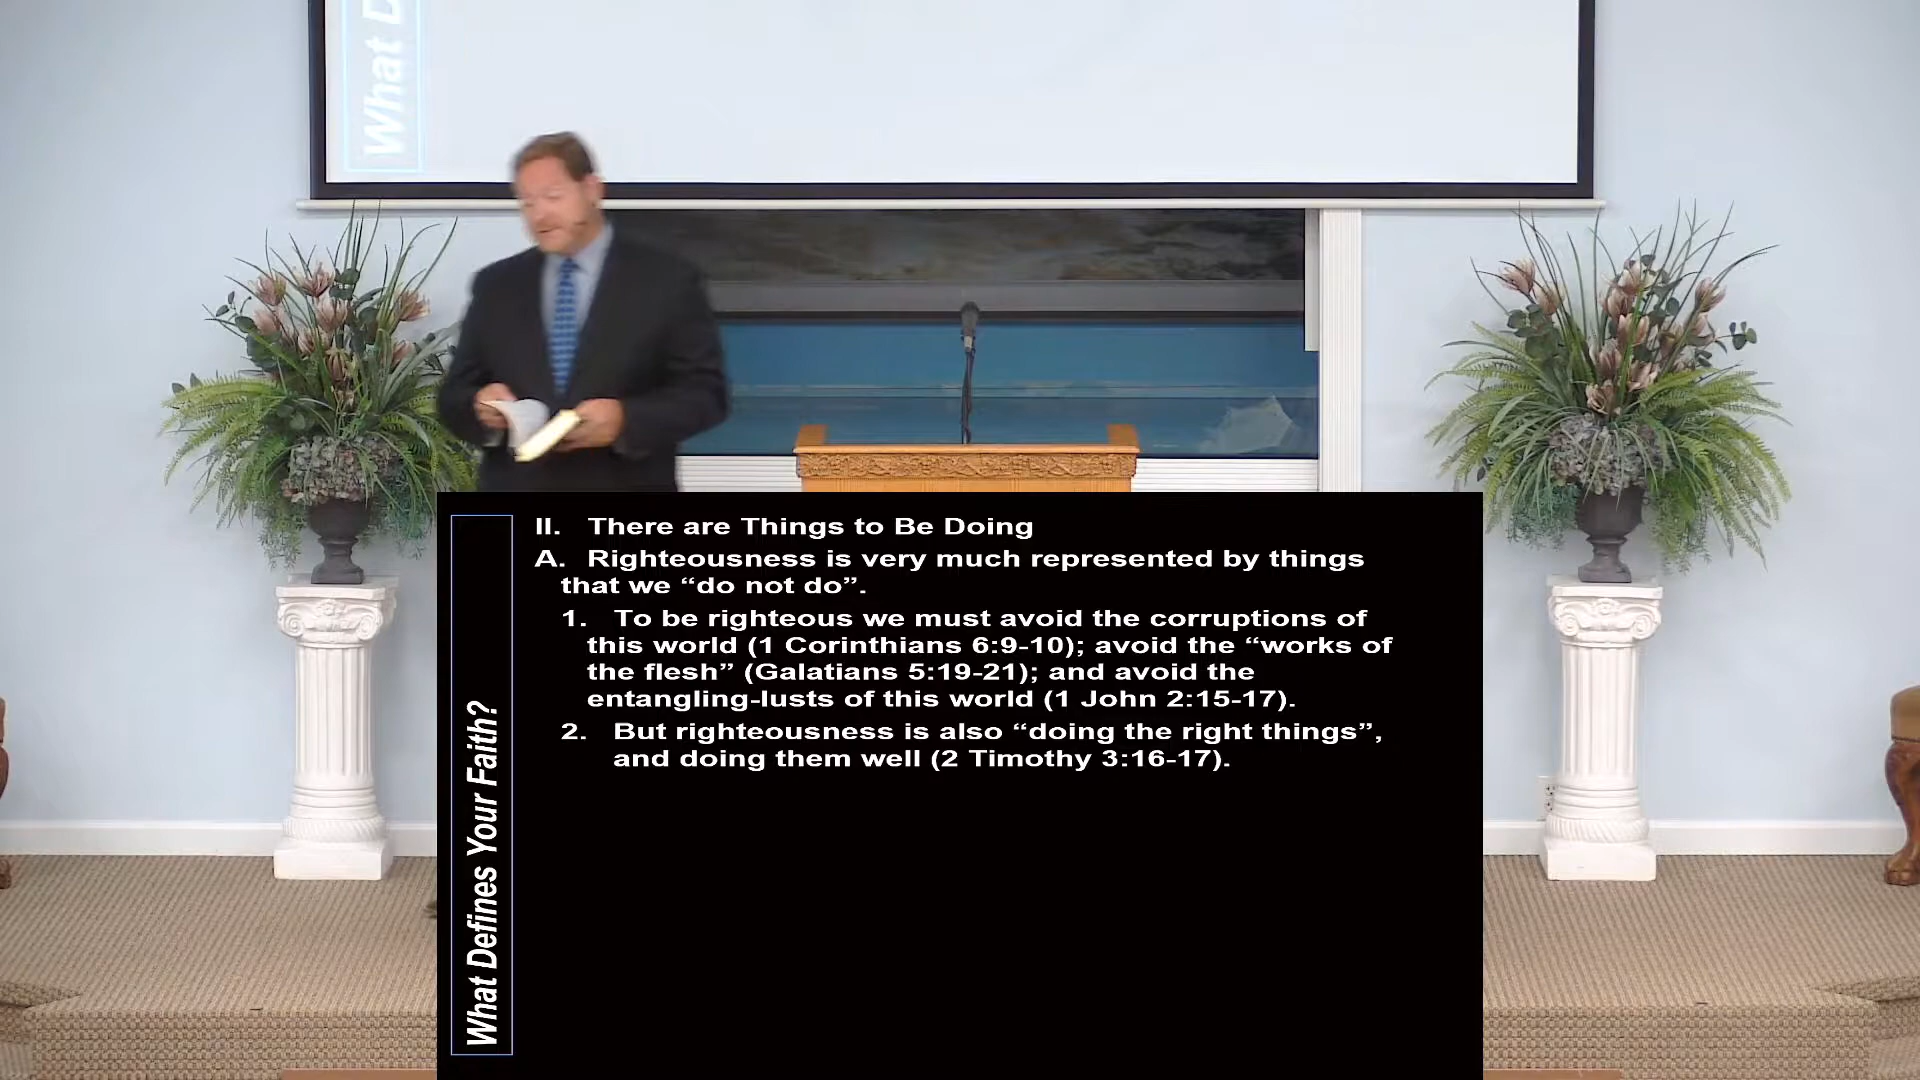 What D
II. There are Things to Be Doing
A. Righteousness is very much represented by things
that we “do not do”.
1. To be righteous we must avoid the corruptions of
this world (1 Corinthians 6:9-10); avoid the “works of
the flesh” (Galatians 5:19-21); and avoid the
entangling-lusts of this world (1 John 2:15-17).
2. But righteousness is also “doing the right things”,
and doing them well (2 Timothy 3:16-17).
What Defines Your Faith?